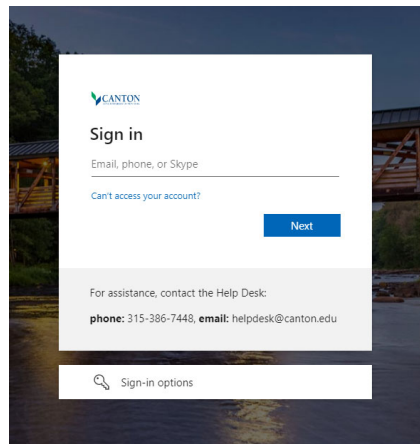 CANTON
Sign in
Email, phone, or Skype
Can't access your account?
Next
For assistance, contact the Help Desk:
phone: 315-386-7448, email: helpdesk@canton.edu
Sign-in options